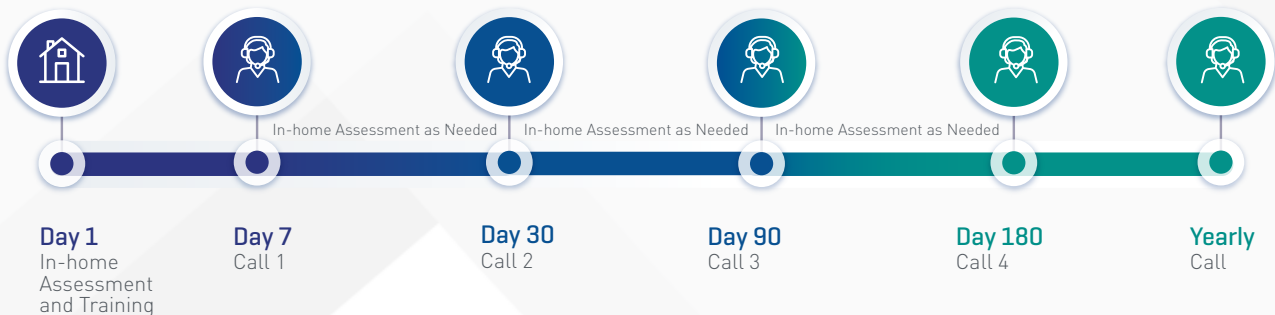 In-home Assessment as Needed
In-home Assessment as Needed
In-home Assessment as Needed
Day 1
In-home
Assessment
and Training
Day 7
Call 1
Day 30
Call 2
Day 90
Call 3
Day 180
Call 4
Yearly
Call